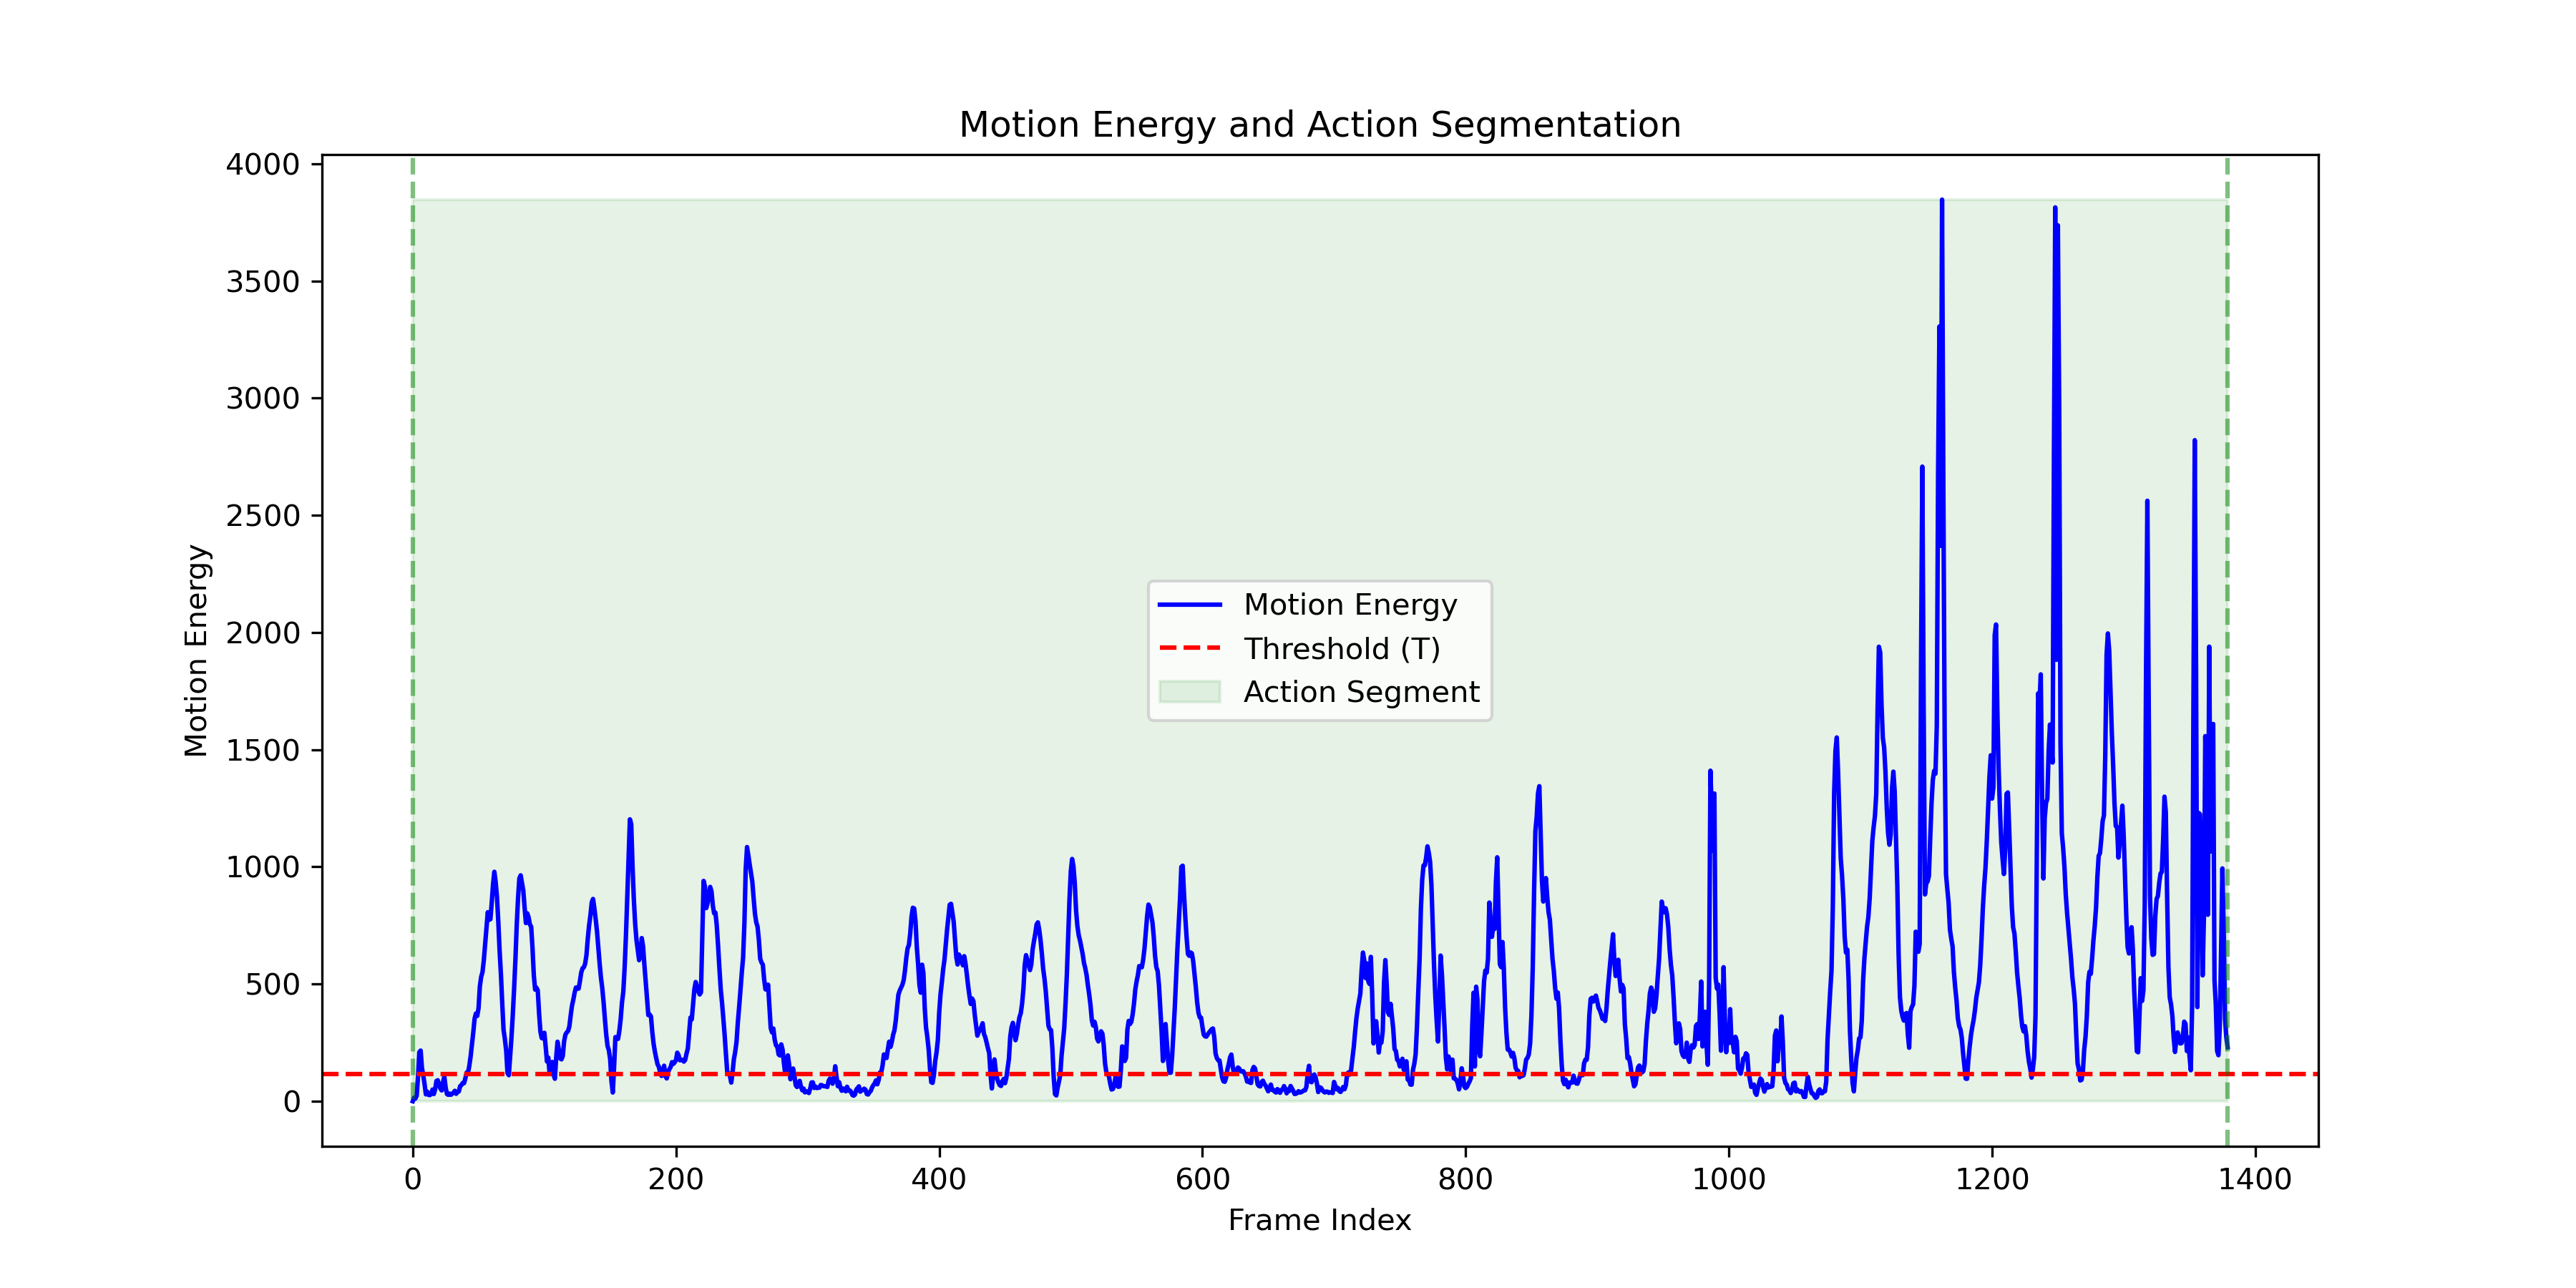 Motion Energy and Action Segmentation
4000
3500
3000
2500
2000
1500
1000
500
0
Motion Energy
Motion Energy
Threshold (T)
Action Segment
0 200 400 600 800 1000 1200 1400
Frame Index